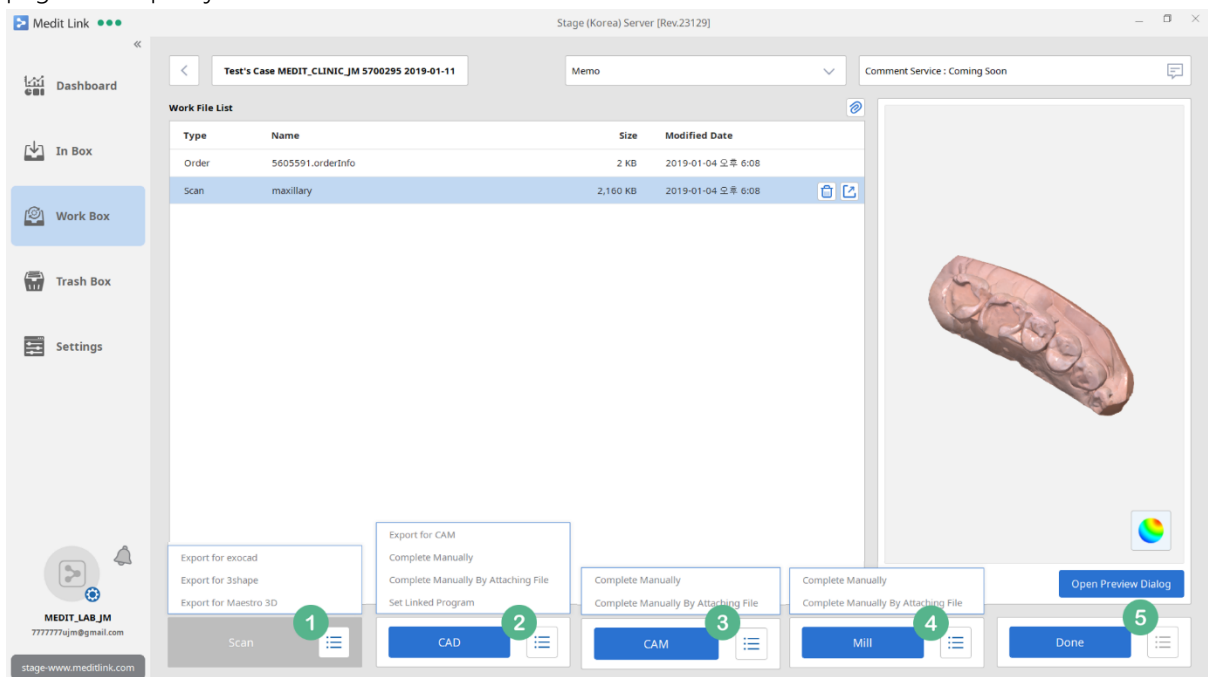 Medit Link
Stage (Korea) Server [Rev.23129]
«
Dashboard
In Box
Work Box
Trash Box
Settings
MEDIT_LAB_JM
7777777ujm@gmail.com
stage-www.meditlink.com
Test's Case MEDIT_CLINIC_JM 5700295 2019-01-11
Memo
Comment Service : Coming Soon
Work File List
Type Name Size Modified Date
Order 5605591.orderInfo 2 KB 2019-01-04 오후 6:08
Scan maxillary 2,160 KB 2019-01-04 오후 6:08
Open Preview Dialog
Export for exocad
Export for 3shape
Export for Maestro 3D
Scan
1
Export for CAM
Complete Manually
Complete Manually By Attaching File
Set Linked Program
CAD
2
Complete Manually
Complete Manually By Attaching File
CAM
3
Complete Manually
Complete Manually By Attaching File
Mill
4
Done
5